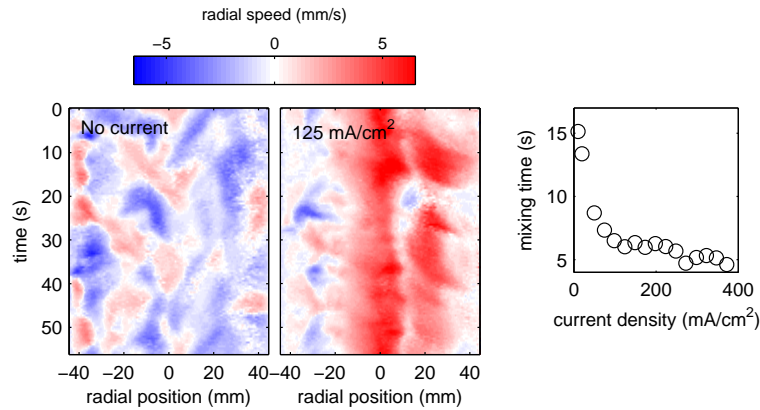 radial speed (mm/s)
−5 0 5
No current
125 mA/cm2
time (s)
0
10
20
30
40
50
−40 −20 0 20 40
radial position (mm)
−40 −20 0 20 40
radial position (mm)
mixing time (s)
15
10
5
0 200 400
current density (mA/cm2)